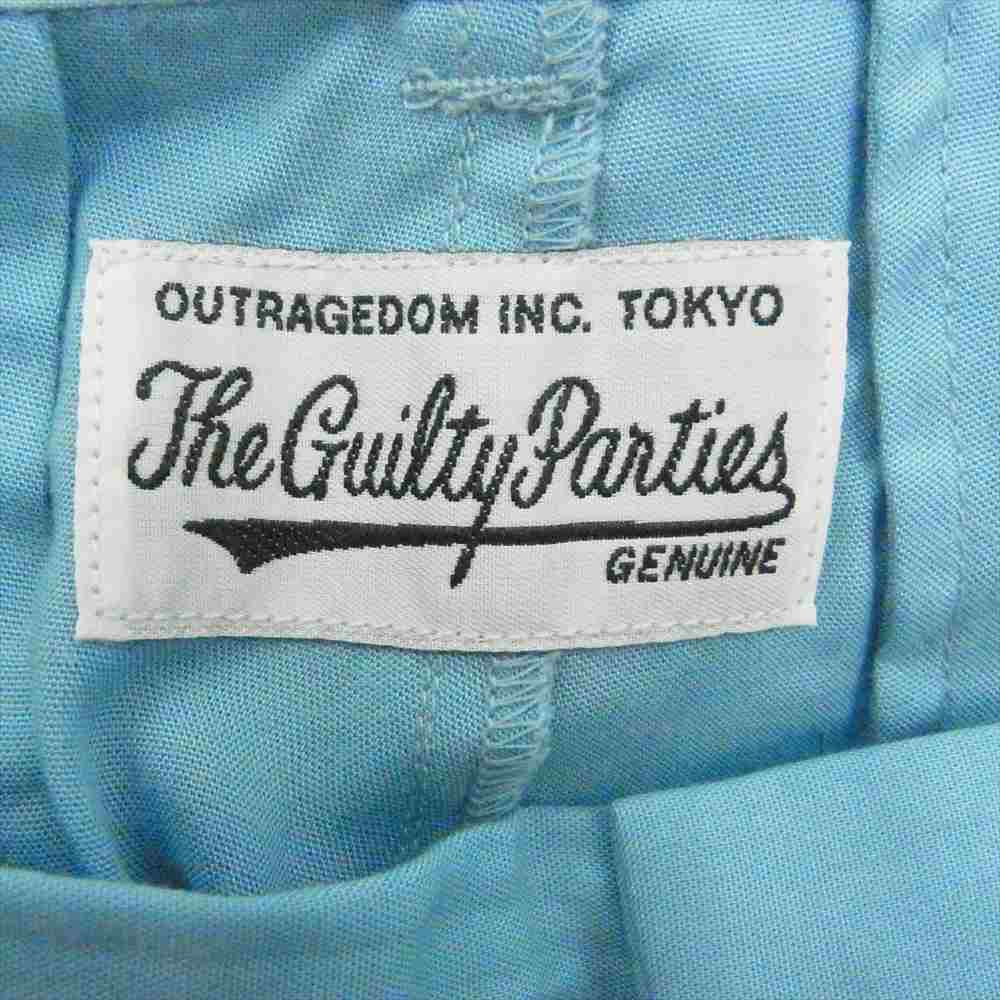 OUTRAGEDOM INC. TOKYO
The Guilty Parties
GENUINE